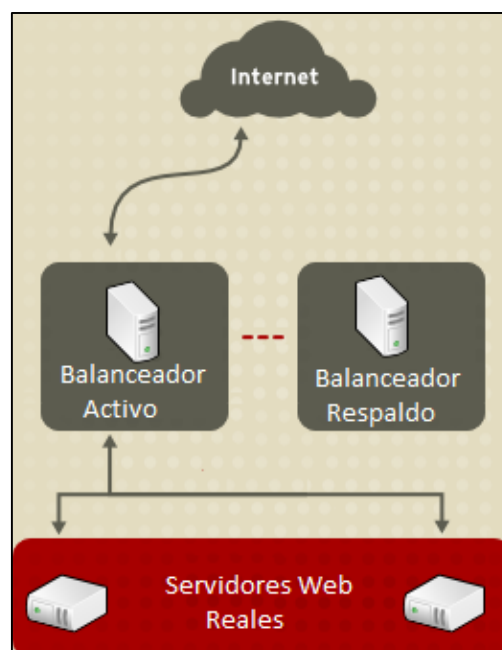 Internet
Balanceador
Activo
Balanceador
Respaldo
Servidores Web
Reales